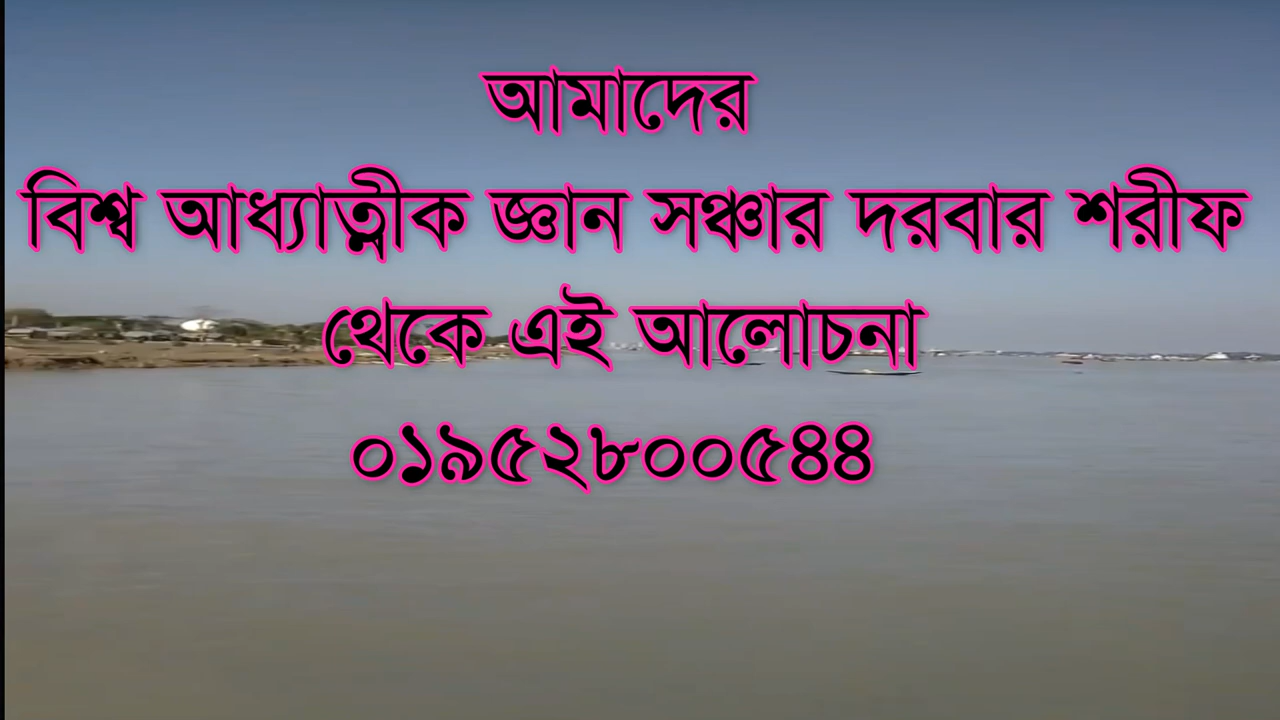 আমাদের
বিশ্ব আধ্যাত্নীক জ্ঞান সঞ্চার দরবার শরীফ
থেকে এই আলোচনা
০১৯৫২৮০০৫৪৪